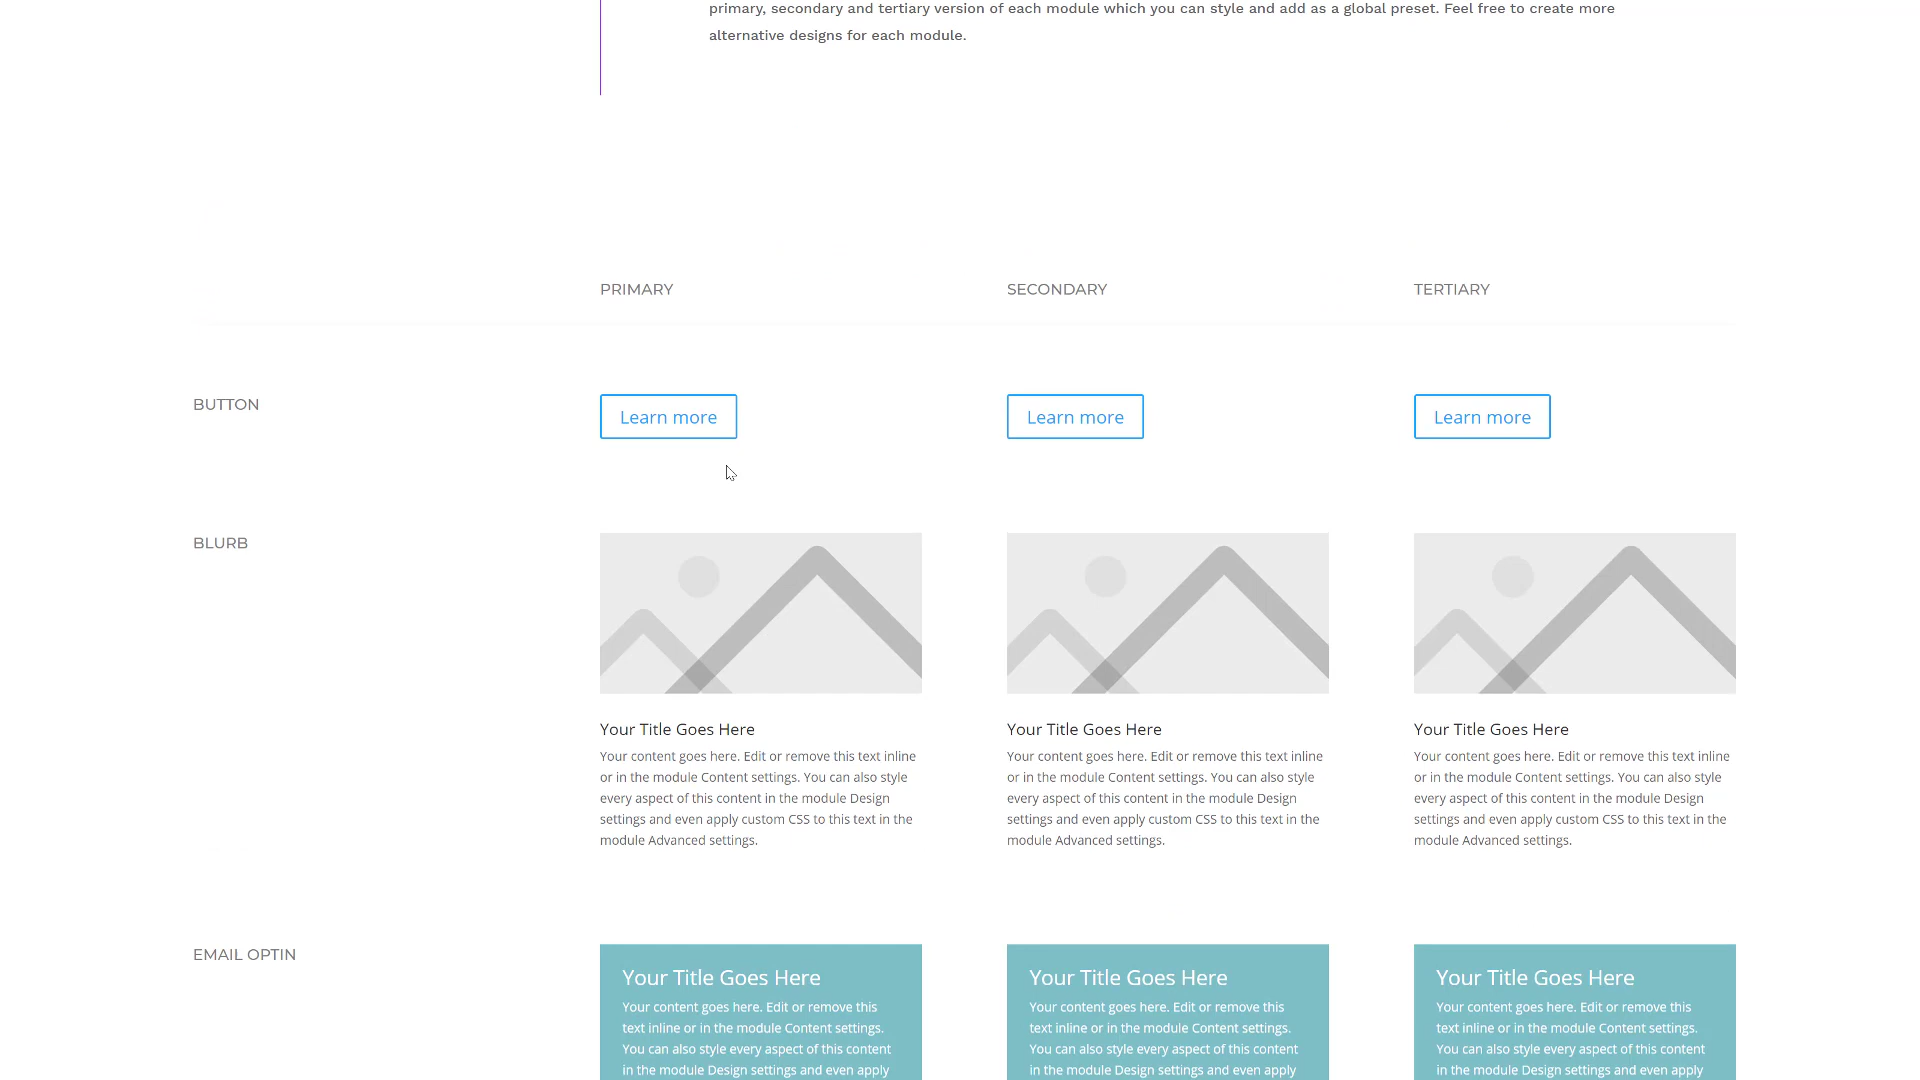 primary, secondary and tertiary version of each module which you can style and add as a global preset. Feel free to create more
alternative designs for each module.
PRIMARY
SECONDARY
TERTIARY
BUTTON
Learn more
Learn more
Learn more
BLURB
Your Title Goes Here
Your content goes here. Edit or remove this text inline
or in the module Content settings. You can also style
every aspect of this content in the module Design
settings and even apply custom CSS to this text in the
module Advanced settings.
Your Title Goes Here
Your content goes here. Edit or remove this text inline
or in the module Content settings. You can also style
every aspect of this content in the module Design
settings and even apply custom CSS to this text in the
module Advanced settings.
Your Title Goes Here
Your content goes here. Edit or remove this text inline
or in the module Content settings. You can also style
every aspect of this content in the module Design
settings and even apply custom CSS to this text in the
module Advanced settings.
EMAIL OPTIN
Your Title Goes Here
Your content goes here. Edit or remove this
text inline or in the module Content settings.
You can also style every aspect of this content
in the module Design settings and even apply
Your Title Goes Here
Your content goes here. Edit or remove this
text inline or in the module Content settings.
You can also style every aspect of this content
in the module Design settings and even apply
Your Title Goes Here
Your content goes here. Edit or remove this
text inline or in the module Content settings.
You can also style every aspect of this content
in the module Design settings and even apply